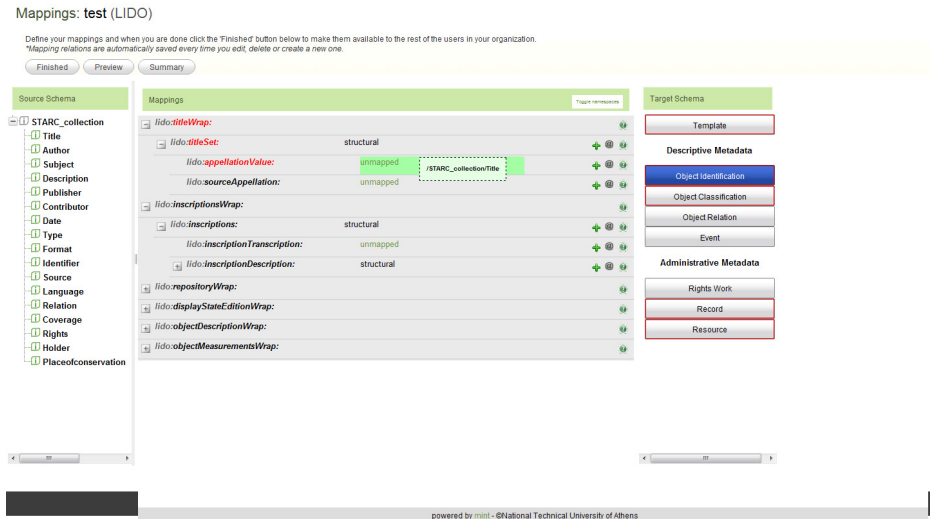 Mappings: test (LIDO)
Define your mappings and when you are done click the 'Finished' button below to make them available to the rest of the users in your organization.
*Mapping relations are automatically saved every time you edit, delete or create a new one.
Finished Preview Summary
Source Schema
STARC_collection
Title
Author
Subject
Description
Publisher
Contributor
Date
Type
Format
Identifier
Source
Language
Relation
Coverage
Rights
Holder
Placeofconservation
Mappings Toggle namespaces
lido:titleWrap:
lido:titleSet: structural
lido:appellationValue: unmapped /STARC_collection/Title
lido:sourceAppellation: unmapped
lido:inscriptionsWrap:
lido:inscriptions: structural
lido:inscriptionTranscription: unmapped
lido:inscriptionDescription: structural
lido:repositoryWrap:
lido:displayStateEditionWrap:
lido:objectDescriptionWrap:
lido:objectMeasurementsWrap:
Target Schema
Template
Descriptive Metadata
Object Identification
Object Classification
Object Relation
Event
Administrative Metadata
Rights Work
Record
Resource
powered by mint - ©National Technical University of Athens